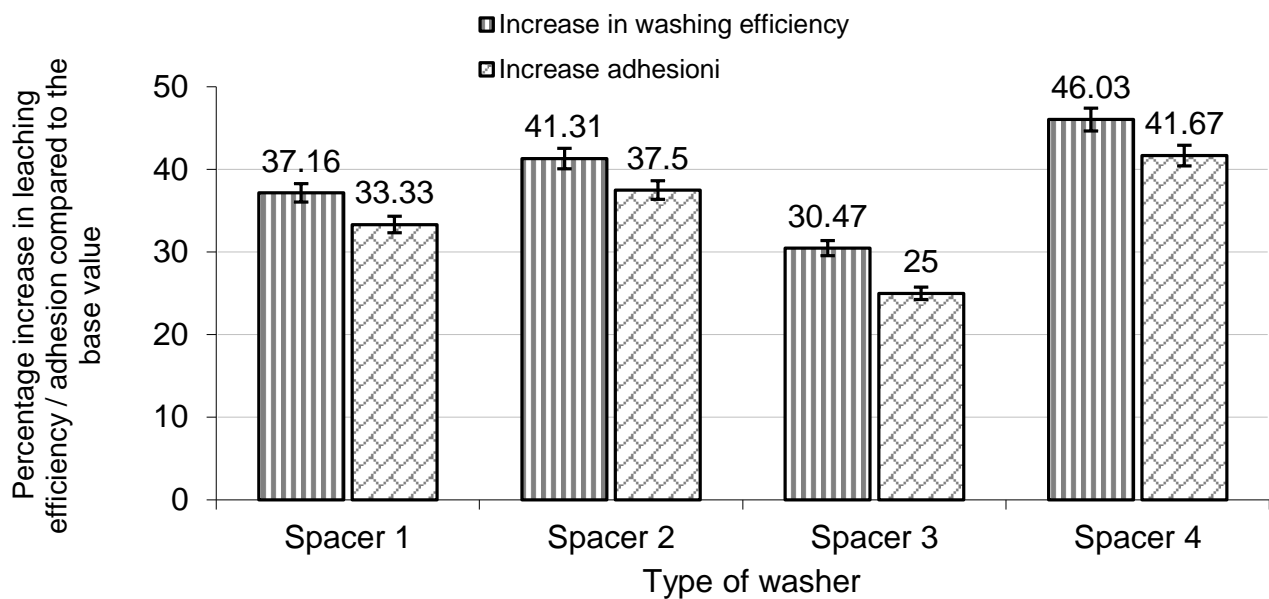 Increase in washing efficiency
Increase adhesioni
Percentage increase in leaching
efficiency / adhesion compared to the
base value
50
40
30
20
10
0
37.16
33.33
41.31
37.5
30.47
25
46.03
41.67
Spacer 1
Spacer 2
Spacer 3
Spacer 4
Type of washer